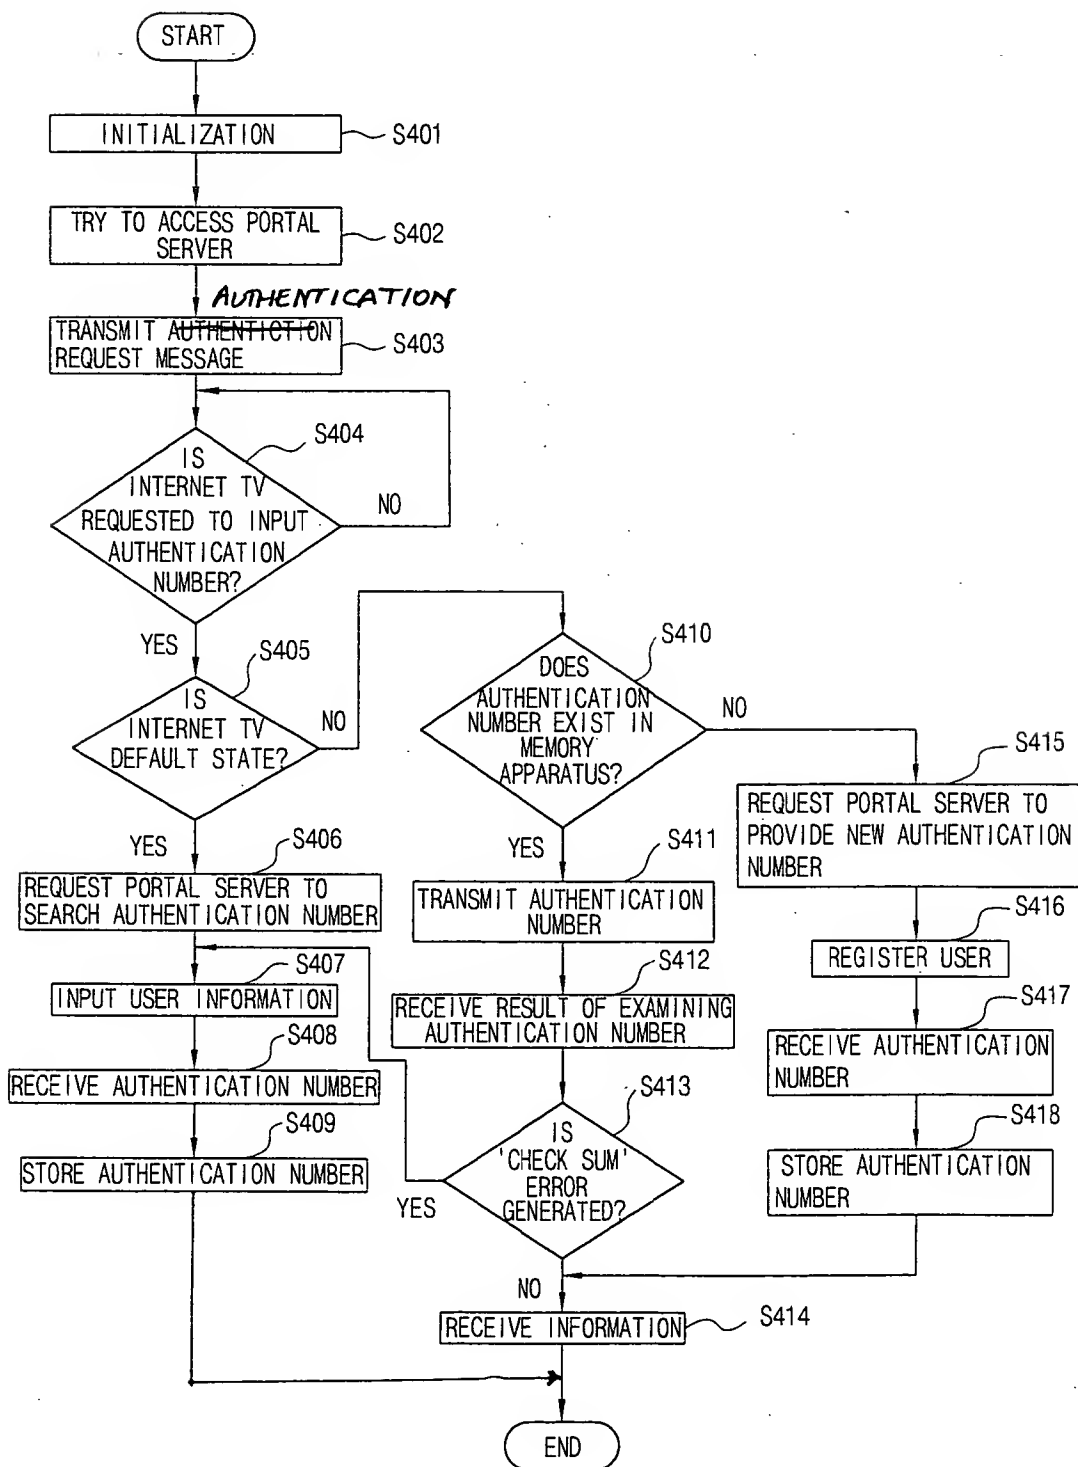 START
INITIALIZATION
S401
TRY TO ACCESS PORTAL
SERVER
S402
AUTHENTICATION
TRANSMIT AUTHENTICTION
REQUEST MESSAGE
S403
S404
IS
INTERNET TV
REQUESTED TO INPUT
AUTHENTICATION
NUMBER?
NO
YES
S405
IS
INTERNET TV
DEFAULT STATE?
NO
YES
S406
REQUEST PORTAL SERVER TO
SEARCH AUTHENTICATION NUMBER
S407
INPUT USER INFORMATION
S408
RECEIVE AUTHENTICATION NUMBER
S409
STORE AUTHENTICATION NUMBER
S410
DOES
AUTHENTICATION
NUMBER EXIST IN
MEMORY
APPARATUS?
NO
YES
S411
TRANSMIT AUTHENTICATION
NUMBER
S412
RECEIVE RESULT OF EXAMINING
AUTHENTICATION NUMBER
S413
IS
'CHECK SUM'
ERROR
GENERATED?
YES
NO
RECEIVE INFORMATION
S414
S415
REQUEST PORTAL SERVER TO
PROVIDE NEW AUTHENTICATION
NUMBER
S416
REGISTER USER
S417
RECEIVE AUTHENTICATION
NUMBER
S418
STORE AUTHENTICATION
NUMBER
END